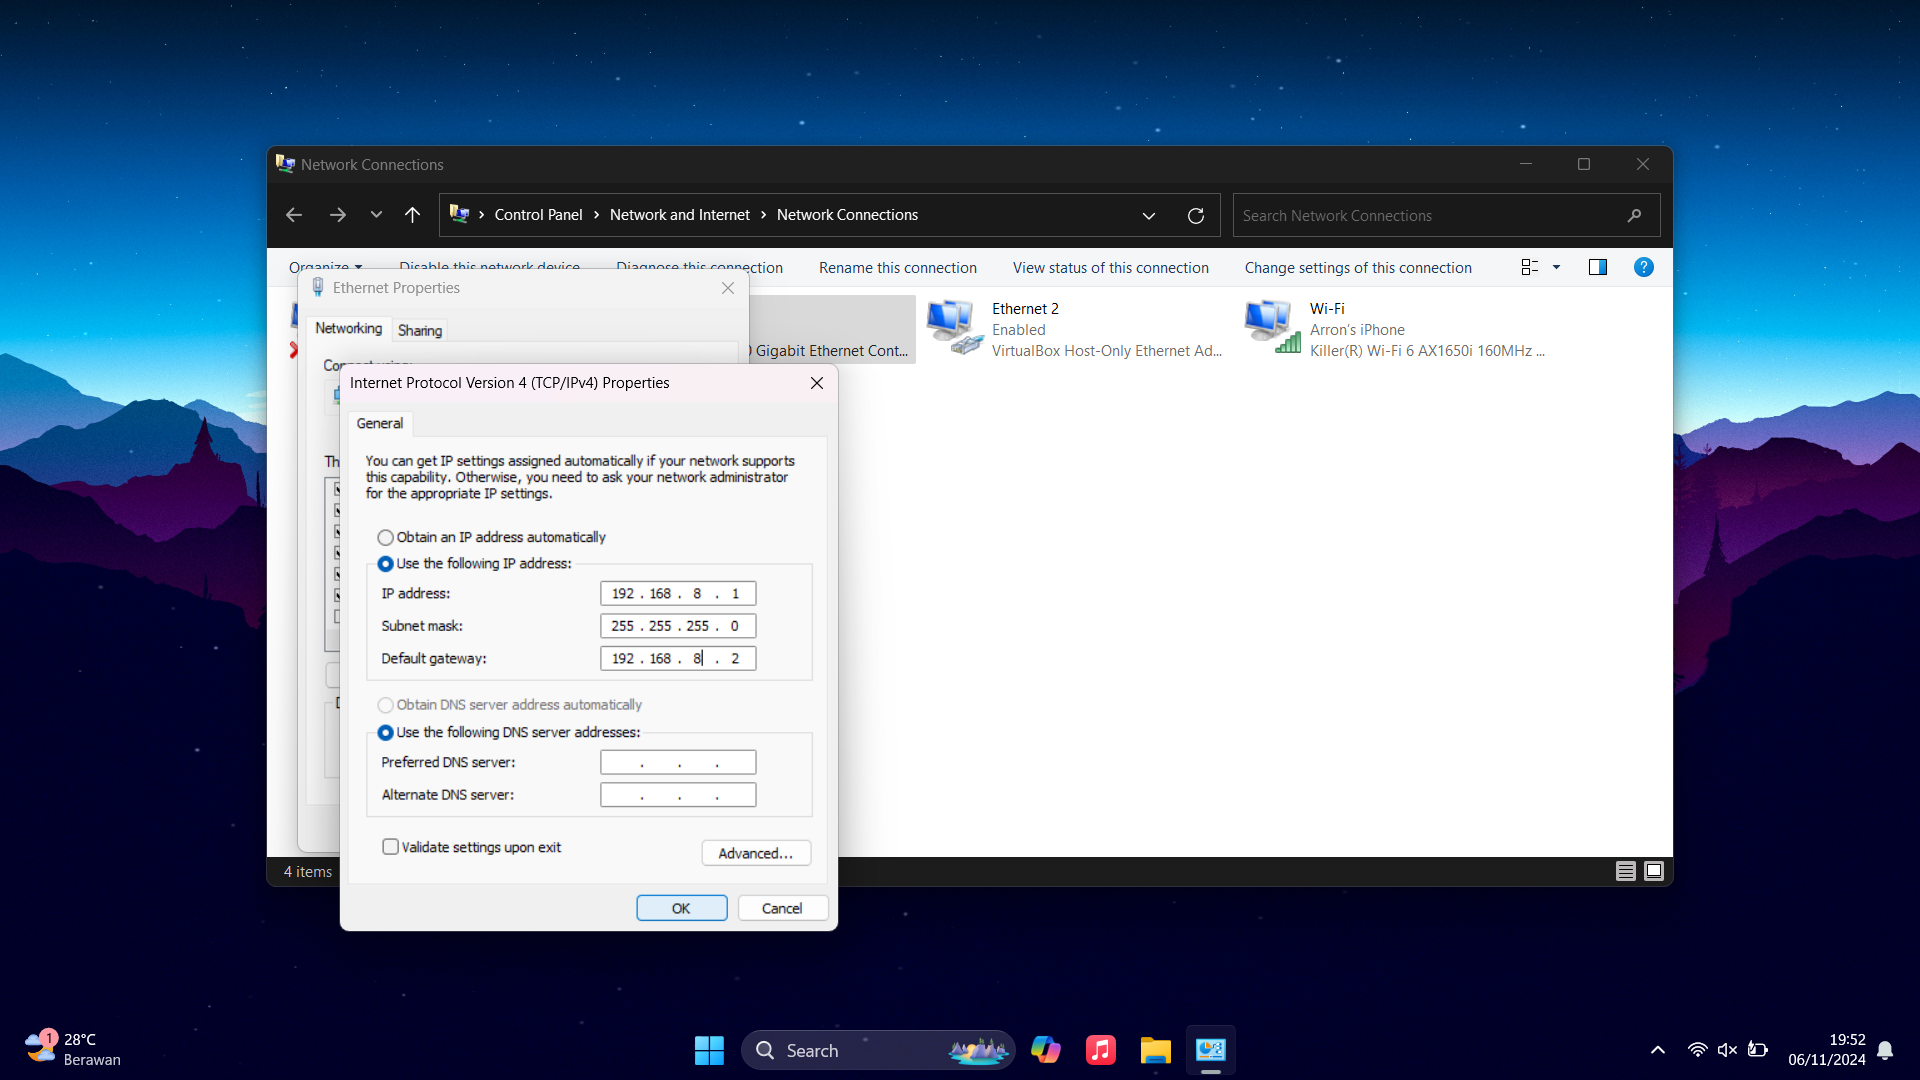 Network Connections
Control Panel > Network and Internet > Network Connections
Search Network Connections
Organize
Disable this network device
Diagnose this connection
Rename this connection
View status of this connection
Change settings of this connection
Ethernet Properties
Networking
Sharing
Gigabit Ethernet Cont...
Ethernet 2
Enabled
VirtualBox Host-Only Ethernet Ad...
Wi-Fi
Arron's iPhone
Killer(R) Wi-Fi 6 AX1650i 160MHz ...
Internet Protocol Version 4 (TCP/IPv4) Properties
General
You can get IP settings assigned automatically if your network supports
this capability. Otherwise, you need to ask your network administrator
for the appropriate IP settings.
Obtain an IP address automatically
Use the following IP address:
IP address: 192 . 168 . 8 . 1
Subnet mask: 255 . 255 . 255 . 0
Default gateway: 192 . 168 . 8 . 2
Obtain DNS server address automatically
Use the following DNS server addresses:
Preferred DNS server: . . .
Alternate DNS server: . . .
Validate settings upon exit
Advanced...
OK
Cancel
4 items
1
28°C
Berawan
Search
19:52
06/11/2024